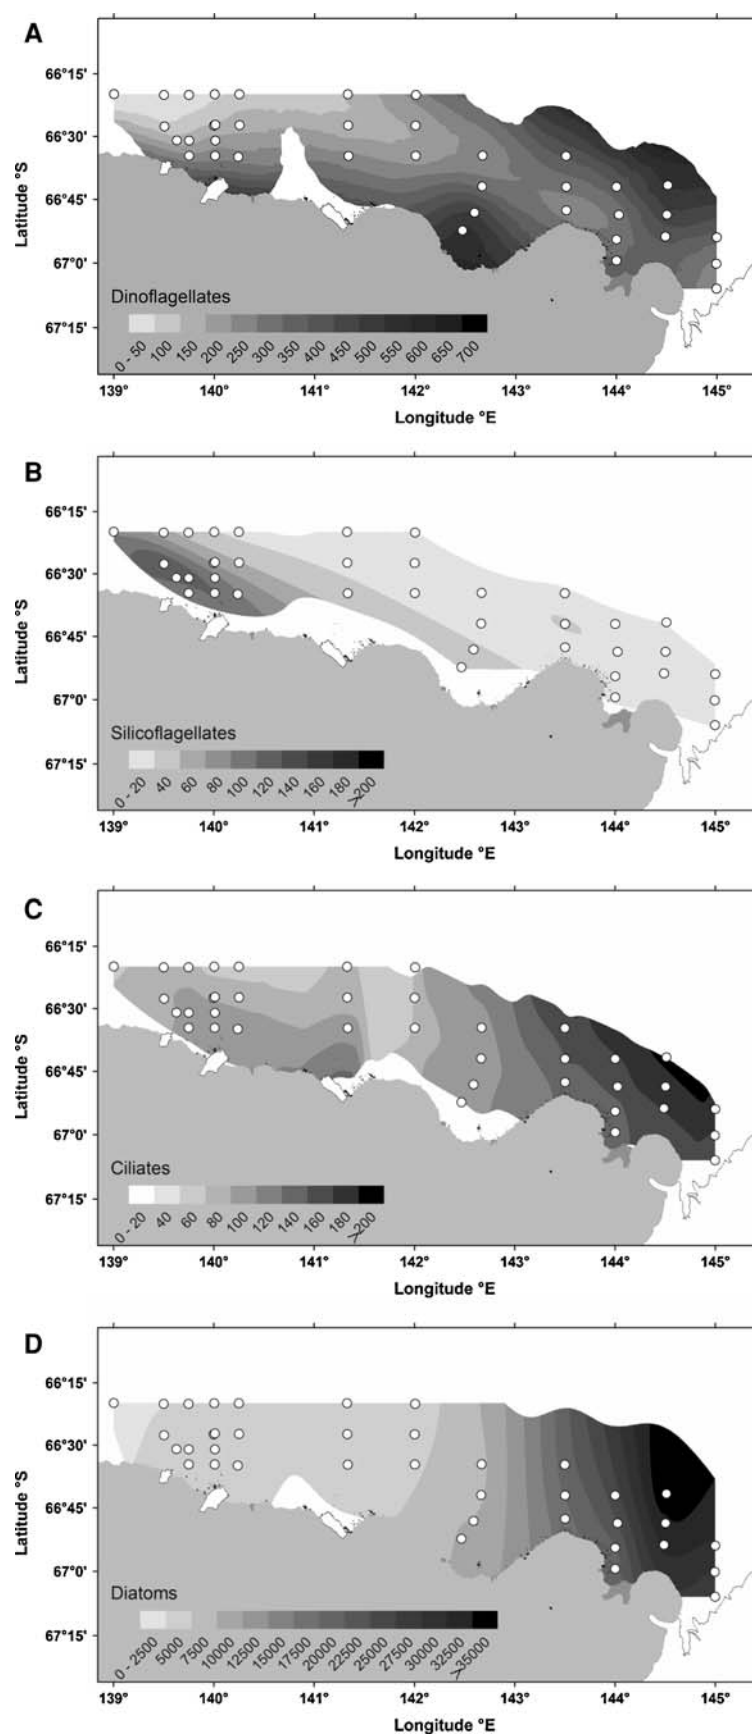 A
66°15'
66°30'
66°45'
67°0'
67°15'
Latitude °S
Dinoflagellates
0 - 50 100 150 200 250 300 350 400 450 500 550 600 650 700
139° 140° 141° 142° 143° 144° 145°
Longitude °E
B
66°15'
66°30'
66°45'
67°0'
67°15'
Latitude °S
Silicoflagellates
0 - 20 40 60 80 100 120 140 160 180 >200
139° 140° 141° 142° 143° 144° 145°
Longitude °E
C
66°15'
66°30'
66°45'
67°0'
67°15'
Latitude °S
Ciliates
0 - 20 40 60 80 100 120 140 160 180 >200
139° 140° 141° 142° 143° 144° 145°
Longitude °E
D
66°15'
66°30'
66°45'
67°0'
67°15'
Latitude °S
Diatoms
0 - 2500 5000 7500 10000 12500 15000 17500 20000 22500 25000 27500 30000 32500 >35000
139° 140° 141° 142° 143° 144° 145°
Longitude °E